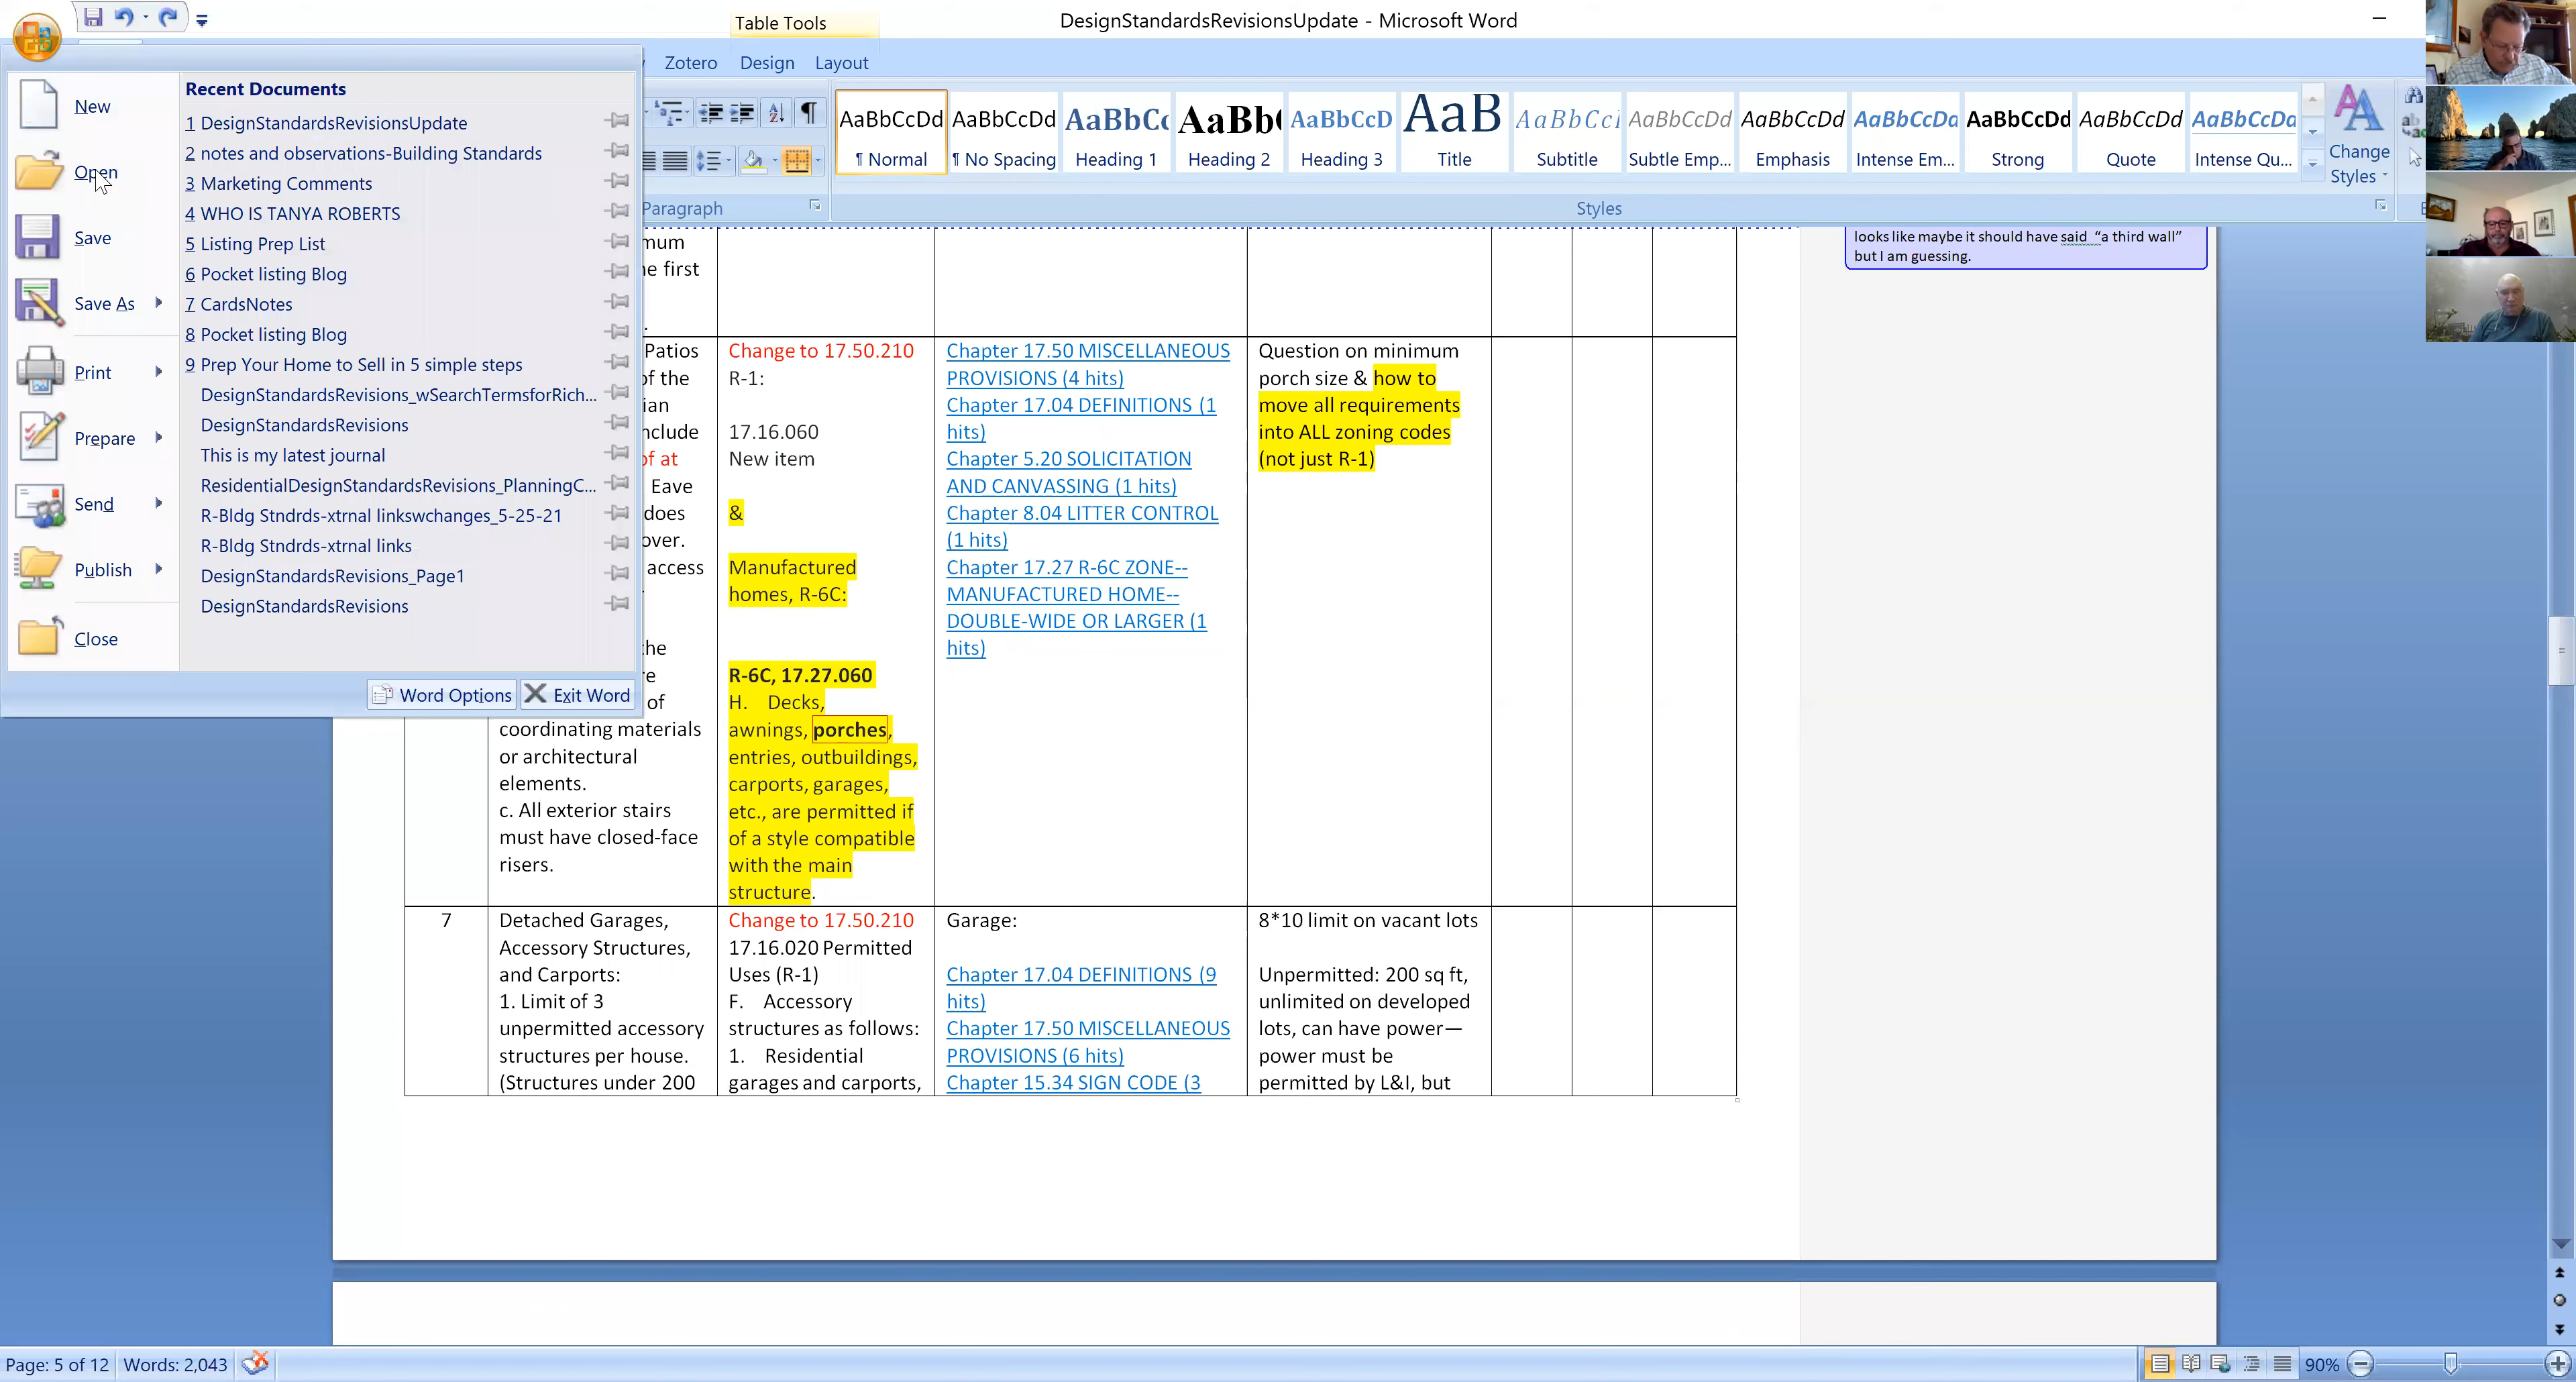 Table Tools
DesignStandardsRevisionsUpdate - Microsoft Word
Zotero
Design
Layout
New
Open
Save
Save As
Print
Prepare
Send
Publish
Close
Recent Documents
1 DesignStandardsRevisionsUpdate
2 notes and observations-Building Standards
3 Marketing Comments
4 WHO IS TANYA ROBERTS
5 Listing Prep List
6 Pocket listing Blog
7 CardsNotes
8 Pocket listing Blog
9 Prep Your Home to Sell in 5 simple steps
DesignStandardsRevisions_wSearchTermsforRich...
DesignStandardsRevisions
This is my latest journal
ResidentialDesignStandardsRevisions_PlanningC...
R-Bldg Stndrds-xtrnal linkswchanges_5-25-21
R-Bldg Stndrds-xtrnal links
DesignStandardsRevisions_Page1
DesignStandardsRevisions
Word Options
Exit Word
AaBbCcDd
AaBbCcDd
AaBbCc
AaBb
AaBbCcD
AaB
AaBbCc
AaBbCcDd
AaBbCcDd
AaBbCcDd
AaBbCcDd
AaBbCcDd
AaBbCcDd
¶ Normal
¶ No Spacing
Heading 1
Heading 2
Heading 3
Title
Subtitle
Subtle Emp...
Emphasis
Intense Em...
Strong
Quote
Intense Qu...
Change
Styles
Paragraph
Styles
looks like maybe it should have said “a third wall”
but I am guessing.
mum
he first
.
Patios
of the
ian
nclude
of at
Eave
does
over.
access
the
re
of
coordinating materials
or architectural
elements.
c. All exterior stairs
must have closed-face
risers.
Change to 17.50.210
R-1:
17.16.060
New item
&
Manufactured
homes, R-6C:
R-6C, 17.27.060
H. Decks,
awnings, porches,
entries, outbuildings,
carports, garages,
etc., are permitted if
of a style compatible
with the main
structure.
Chapter 17.50 MISCELLANEOUS
PROVISIONS (4 hits)
Chapter 17.04 DEFINITIONS (1
hits)
Chapter 5.20 SOLICITATION
AND CANVASSING (1 hits)
Chapter 8.04 LITTER CONTROL
(1 hits)
Chapter 17.27 R-6C ZONE--
MANUFACTURED HOME--
DOUBLE-WIDE OR LARGER (1
hits)
Question on minimum
porch size & how to
move all requirements
into ALL zoning codes
(not just R-1)
7
Detached Garages,
Accessory Structures,
and Carports:
1. Limit of 3
unpermitted accessory
structures per house.
(Structures under 200
Change to 17.50.210
17.16.020 Permitted
Uses (R-1)
F. Accessory
structures as follows:
1. Residential
garages and carports,
Garage:
Chapter 17.04 DEFINITIONS (9
hits)
Chapter 17.50 MISCELLANEOUS
PROVISIONS (6 hits)
Chapter 15.34 SIGN CODE (3
8*10 limit on vacant lots
Unpermitted: 200 sq ft,
unlimited on developed
lots, can have power—
power must be
permitted by L&I, but
Page: 5 of 12
Words: 2,043
90%